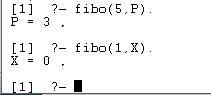 [1] ?- fibo(5,P).
P = 3 ,
[1] ?- fibo(1,X).
X = 0 ,
[1] ?-